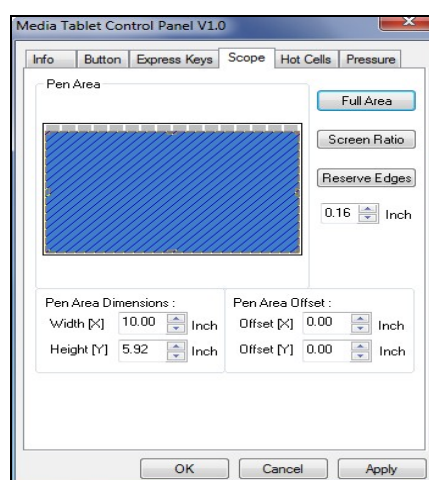 Media Tablet Control Panel V1.0
Info Button Express Keys Scope Hot Cells Pressure
Pen Area
Full Area
Screen Ratio
Reserve Edges
0.16 Inch
Pen Area Dimensions :
Width [X] 10.00 Inch
Height [Y] 5.92 Inch
Pen Area Offset :
Offset [X] 0.00 Inch
Offset [Y] 0.00 Inch
OK Cancel Apply